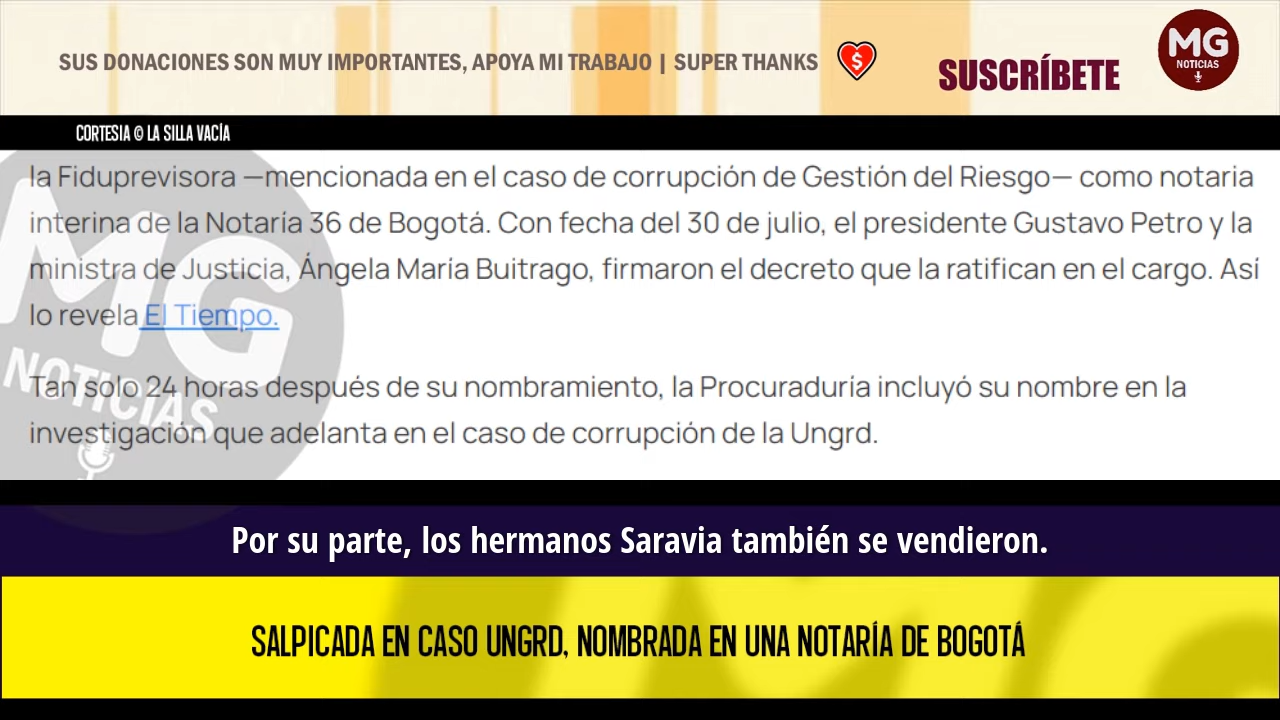 SUS DONACIONES SON MUY IMPORTANTES, APOYA MI TRABAJO | SUPER THANKS
$
SUSCRÍBETE
MG
NOTICIAS
CORTESIA © LA SILLA VACÍA
la Fiduprevisora —mencionada en el caso de corrupción de Gestión del Riesgo— como notaria
interina de la Notaría 36 de Bogotá. Con fecha del 30 de julio, el presidente Gustavo Petro y la
ministra de Justicia, Ángela María Buitrago, firmaron el decreto que la ratifican en el cargo. Así
lo revela El Tiempo.
Tan solo 24 horas después de su nombramiento, la Procuraduría incluyó su nombre en la
investigación que adelanta en el caso de corrupción de la Ungrd.
MG
NOTICIAS
Por su parte, los hermanos Saravia también se vendieron.
SALPICADA EN CASO UNGRD, NOMBRADA EN UNA NOTARÍA DE BOGOTÁ